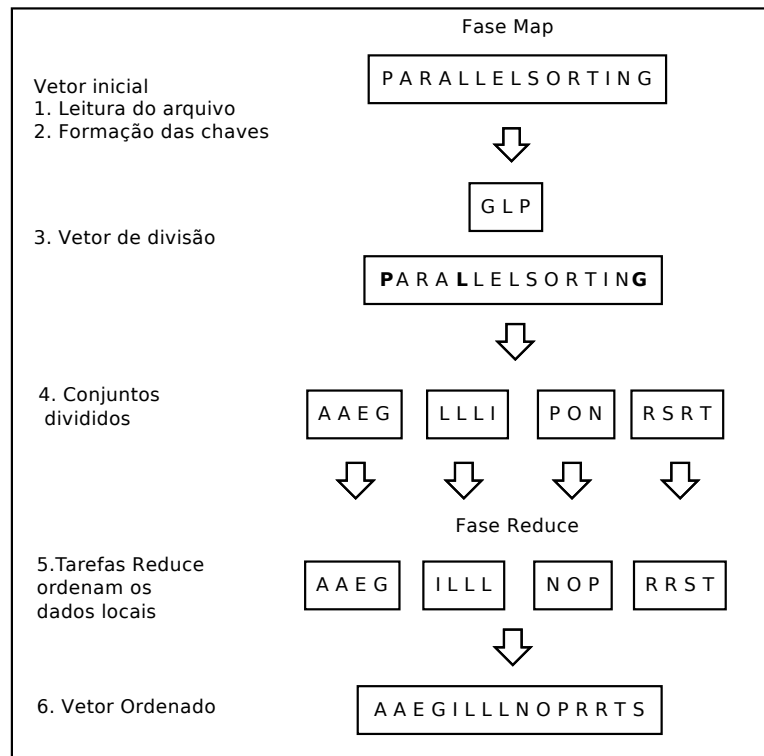 Fase Map
P A R A L L E L S O R T I N G
Vetor inicial
1. Leitura do arquivo
2. Formação das chaves
G L P
3. Vetor de divisão
P A R A L L E L S O R T I N G
4. Conjuntos
divididos
A A E G
L L L I
P O N
R S R T
Fase Reduce
5.Tarefas Reduce
ordenam os
dados locais
A A E G
I L L L
N O P
R R S T
6. Vetor Ordenado
A A E G I L L L N O P R R T S